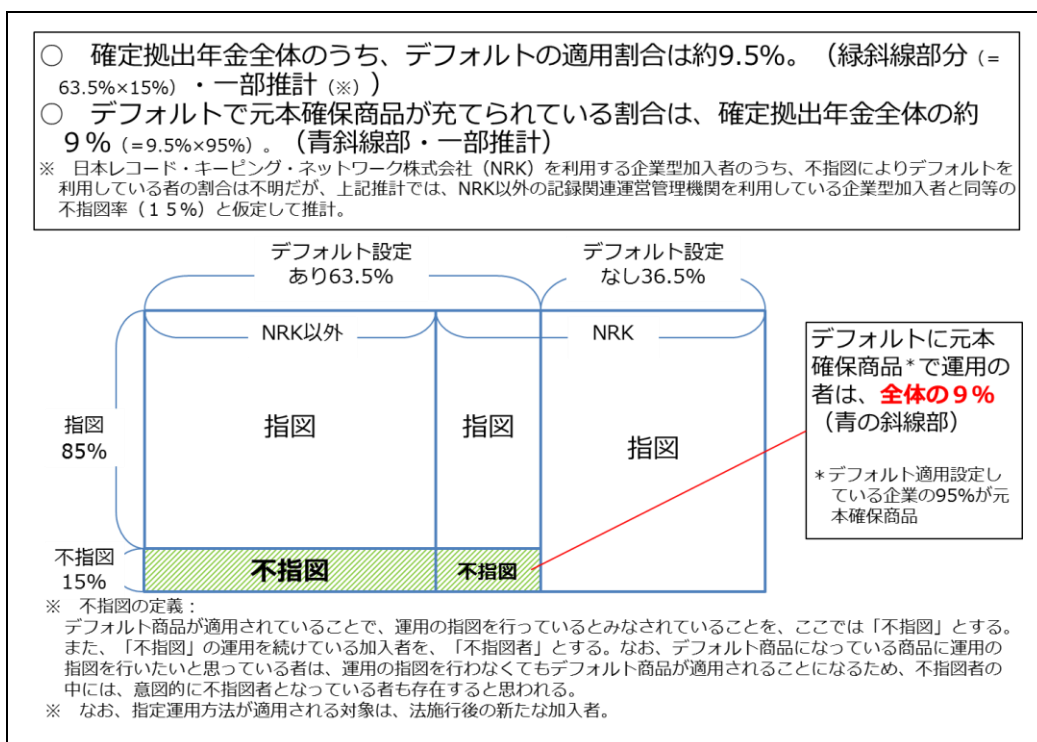 ○ 確定拠出年金全体のうち、デフォルトの適用割合は約9.5%。（緑斜線部分（=
63.5%×15%）・一部推計（※））
○ デフォルトで元本確保商品が充てられている割合は、確定拠出年金全体の約
９%（=9.5%×95%）。（青斜線部・一部推計）
※ 日本レコード・キーピング・ネットワーク株式会社（NRK）を利用する企業型加入者のうち、不指図によりデフォルトを
利用している者の割合は不明だが、上記推計では、NRK以外の記録関連運営管理機関を利用している企業型加入者と同等の
不指図率（１５%）と仮定して推計。
デフォルト設定
あり63.5%
デフォルト設定
なし36.5%
NRK以外
NRK
指図
85%
指図
指図
指図
不指図
15%
不指図
不指図
デフォルトに元本
確保商品*で運用の
者は、全体の９%
（青の斜線部）
*デフォルト適用設定し
ている企業の95%が元
本確保商品
※ 不指図の定義：
デフォルト商品が適用されていることで、運用の指図を行っているとみなされていることを、ここでは「不指図」とする。
また、「不指図」の運用を続けている加入者を、「不指図者」とする。なお、デフォルト商品になっている商品に運用の
指図を行いたいと思っている者は、運用の指図を行わなくてもデフォルト商品が適用されることになるため、不指図者の
中には、意図的に不指図者となっている者も存在すると思われる。
※ なお、指定運用方法が適用される対象は、法施行後の新たな加入者。